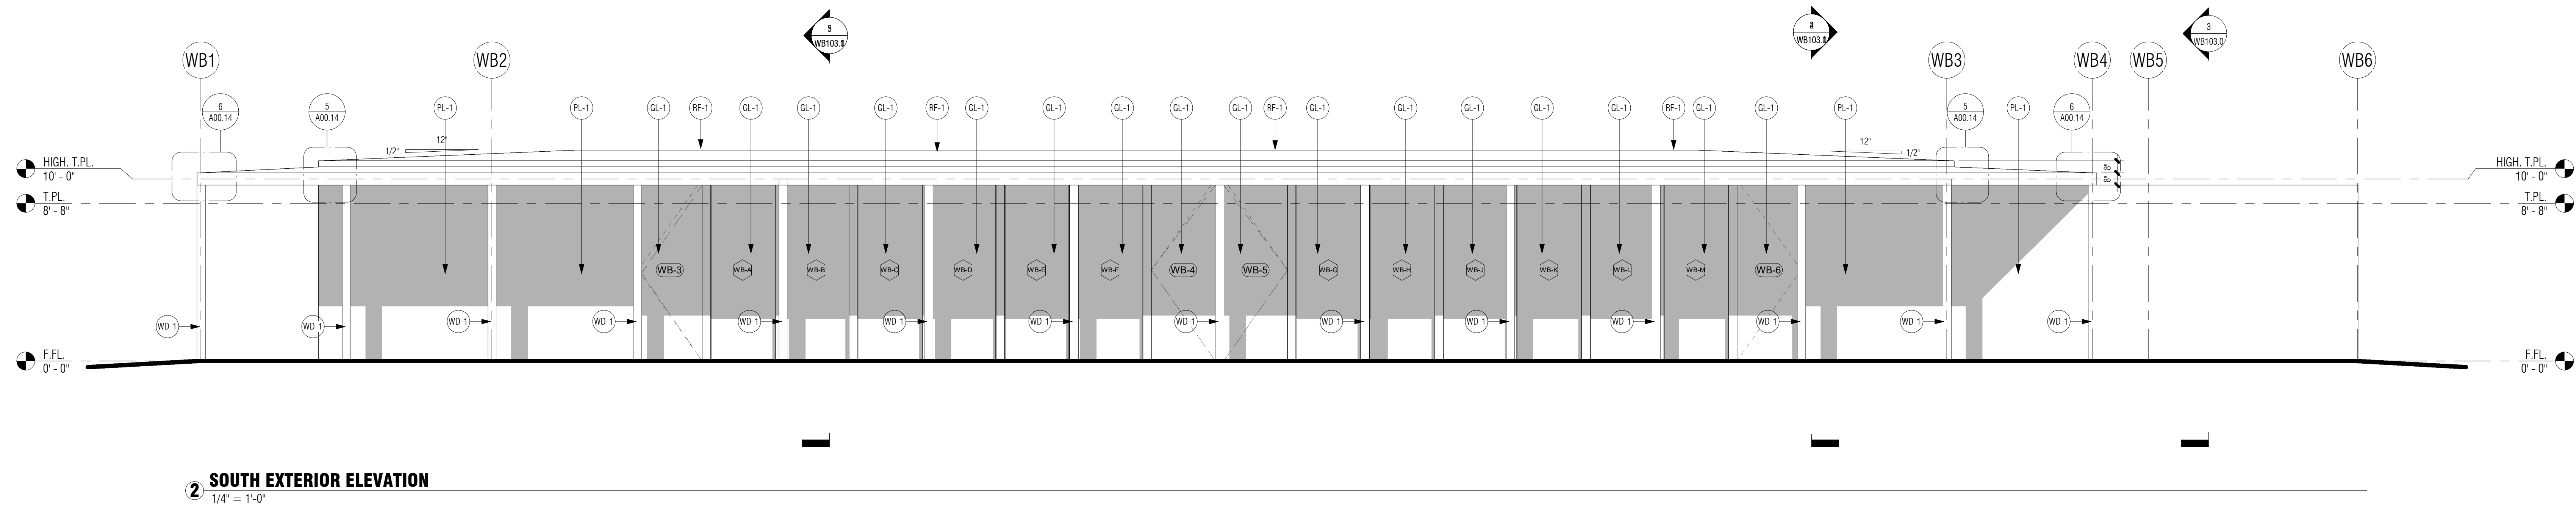 3
WB103.0
3
WB103.0
WB1
WB2
WB3
WB4
WB5
WB6
6
A00.14
5
A00.14
PL-1
PL-1
GL-1
RF-1
GL-1
GL-1
GL-1
RF-1
GL-1
GL-1
GL-1
GL-1
GL-1
RF-1
GL-1
GL-1
GL-1
GL-1
GL-1
RF-1
GL-1
GL-1
PL-1
5
A00.14
PL-1
6
A00.14
12"
1/2"
12"
1/2"
8"
8"
HIGH. T.PL.
10' - 0"
HIGH. T.PL.
10' - 0"
T.PL.
8' - 8"
T.PL.
8' - 8"
WB-3
WB-A
WB-B
WB-C
WB-D
WB-E
WB-F
WB-4
WB-5
WB-G
WB-H
WB-J
WB-K
WB-L
WB-M
WB-6
WD-1
WD-1
WD-1
WD-1
WD-1
WD-1
WD-1
WD-1
WD-1
WD-1
WD-1
WD-1
WD-1
WD-1
F.FL.
0' - 0"
F.FL.
0' - 0"
2
SOUTH EXTERIOR ELEVATION
1/4" = 1'-0"